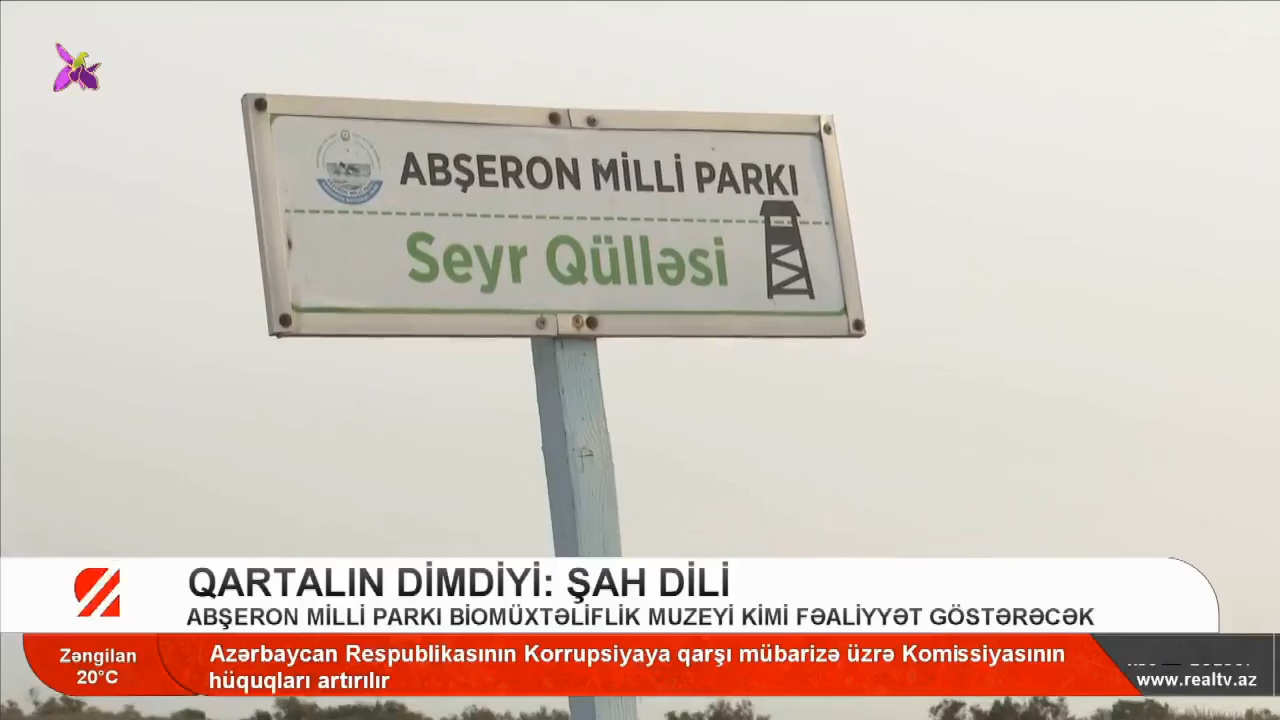 ABŞERON MİLLİ PARKI
Seyr Qülləsi
QARTALIN DİMDİYİ: ŞAH DİLİ
ABŞERON MİLLİ PARKI BİOMÜXTƏLİFLİK MUZEYİ KİMİ FƏALİYYƏT GÖSTƏRƏCƏK
Zəngilan
20°C
Azərbaycan Respublikasının Korrupsiyaya qarşı mübarizə üzrə Komissiyasının
hüquqları artırılır
www.realtv.az